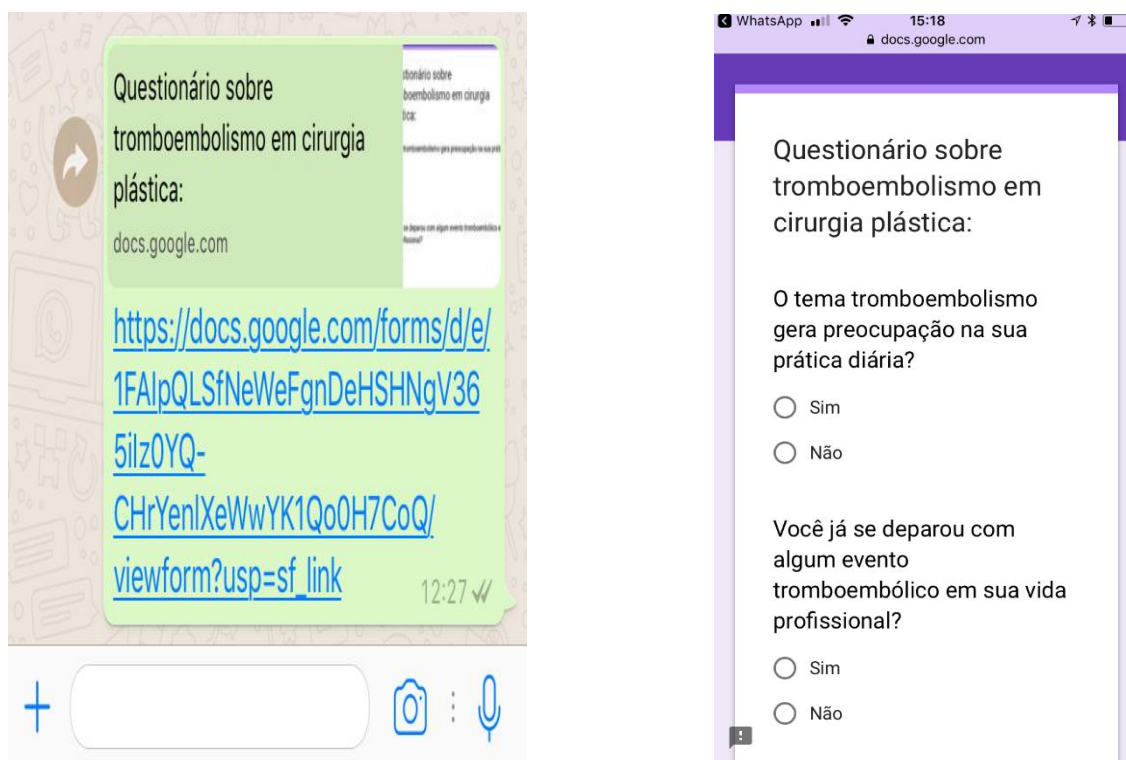 Questionário sobre
tromboembolismo em cirurgia
plástica:
docs.google.com
https://docs.google.com/forms/d/e/
1FAIpQLSfNeWeFgnDeHSHNgV36
5iIz0YQ-
CHrYenlXeWwYK1Qo0H7CoQ/
viewform?usp=sf_link
12:27
WhatsApp
15:18
docs.google.com
Questionário sobre
tromboembolismo em
cirurgia plástica:
O tema tromboembolismo
gera preocupação na sua
prática diária?
Sim
Não
Você já se deparou com
algum evento
tromboembólico em sua vida
profissional?
Sim
Não